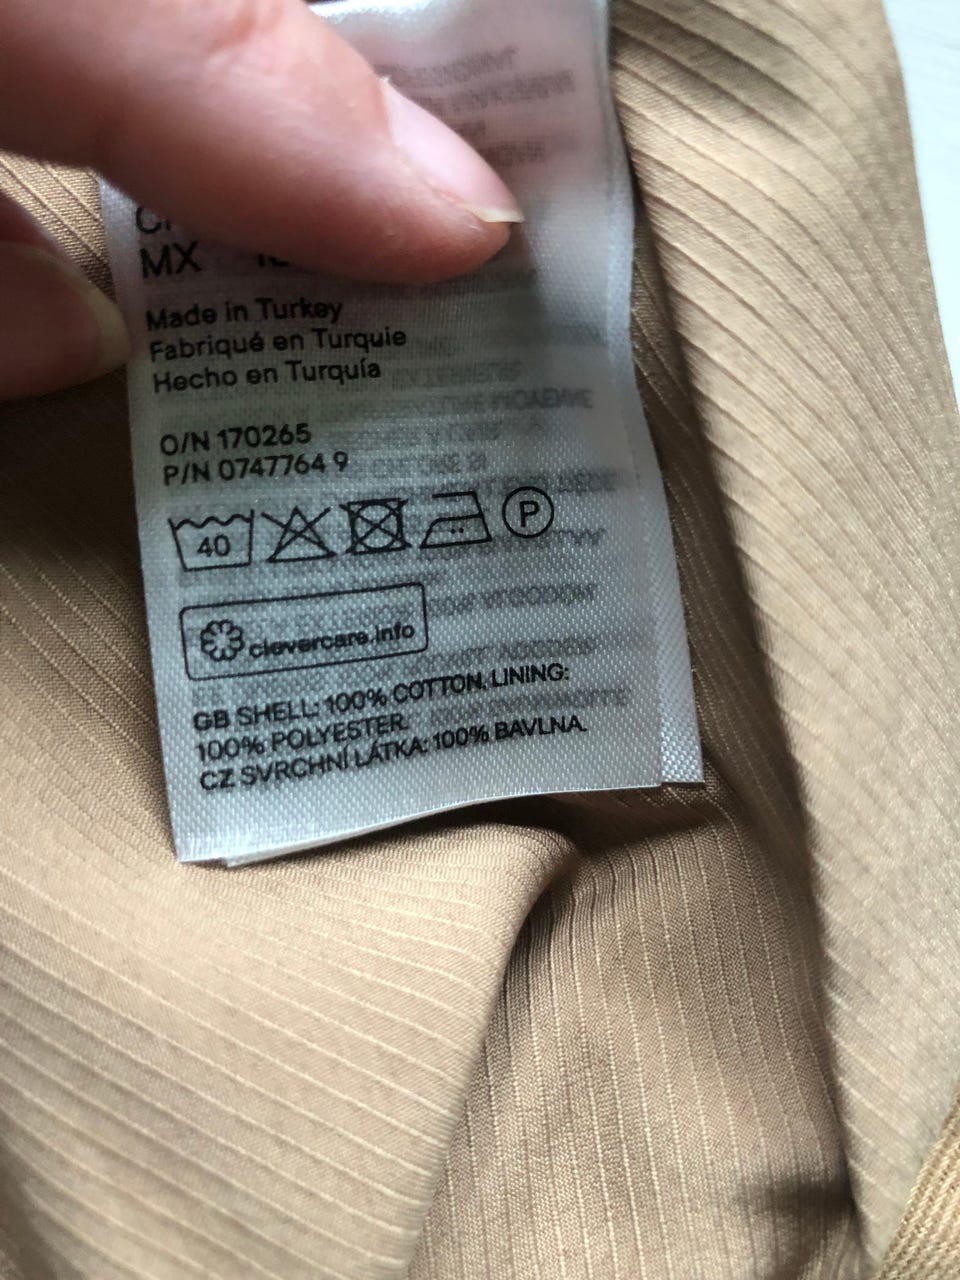 MX
Made in Turkey
Fabriqué en Turquie
Hecho en Turquía
O/N 170265
P/N 0747764 9
40 P
clevercare.info
GB SHELL: 100% COTTON. LINING:
100% POLYESTER.
CZ SVRCHNÍ LÁTKA: 100% BAVLNA.